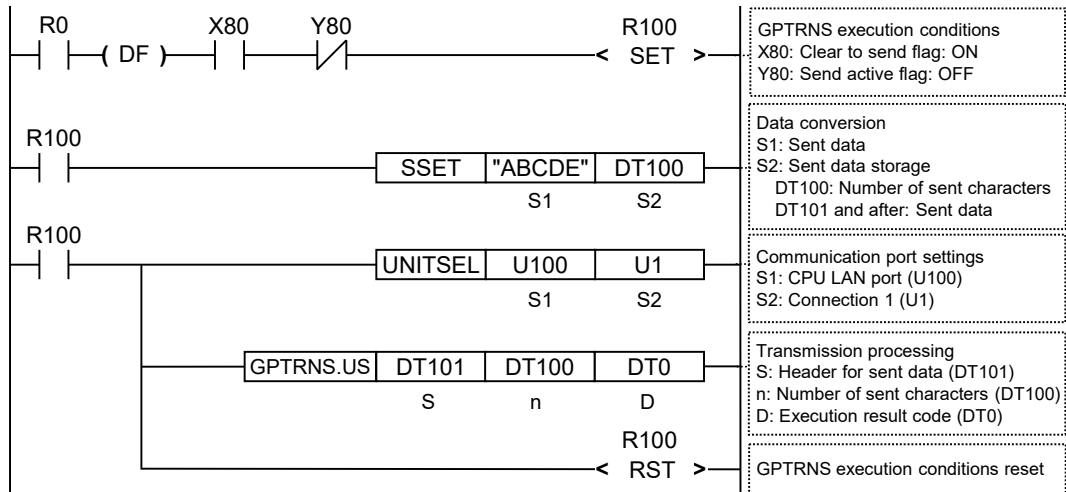 R0 X80 Y80 R100
( DF ) < SET >
GPTRNS execution conditions
X80: Clear to send flag: ON
Y80: Send active flag: OFF
R100
SSET "ABCDE" DT100
S1 S2
Data conversion
S1: Sent data
S2: Sent data storage
DT100: Number of sent characters
DT101 and after: Sent data
R100
UNITSEL U100 U1
S1 S2
Communication port settings
S1: CPU LAN port (U100)
S2: Connection 1 (U1)
GPTRNS.US DT101 DT100 DT0
S n D
Transmission processing
S: Header for sent data (DT101)
n: Number of sent characters (DT100)
D: Execution result code (DT0)
R100
< RST >
GPTRNS execution conditions reset